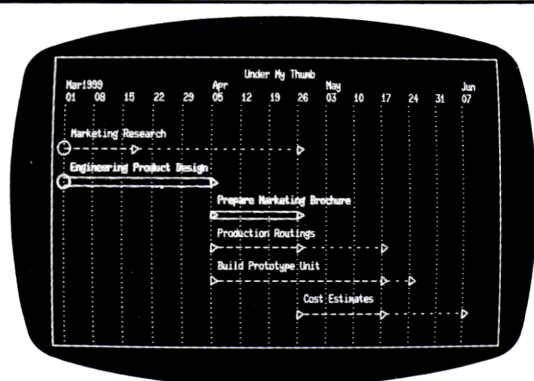 Under My Thumb
Mar1999 Apr May Jun
01 08 15 22 29 05 12 19 26 03 10 17 24 31 07
Marketing Research
Engineering Product Design
Prepare Marketing Brochure
Production Routings
Build Prototype Unit
Cost Estimates